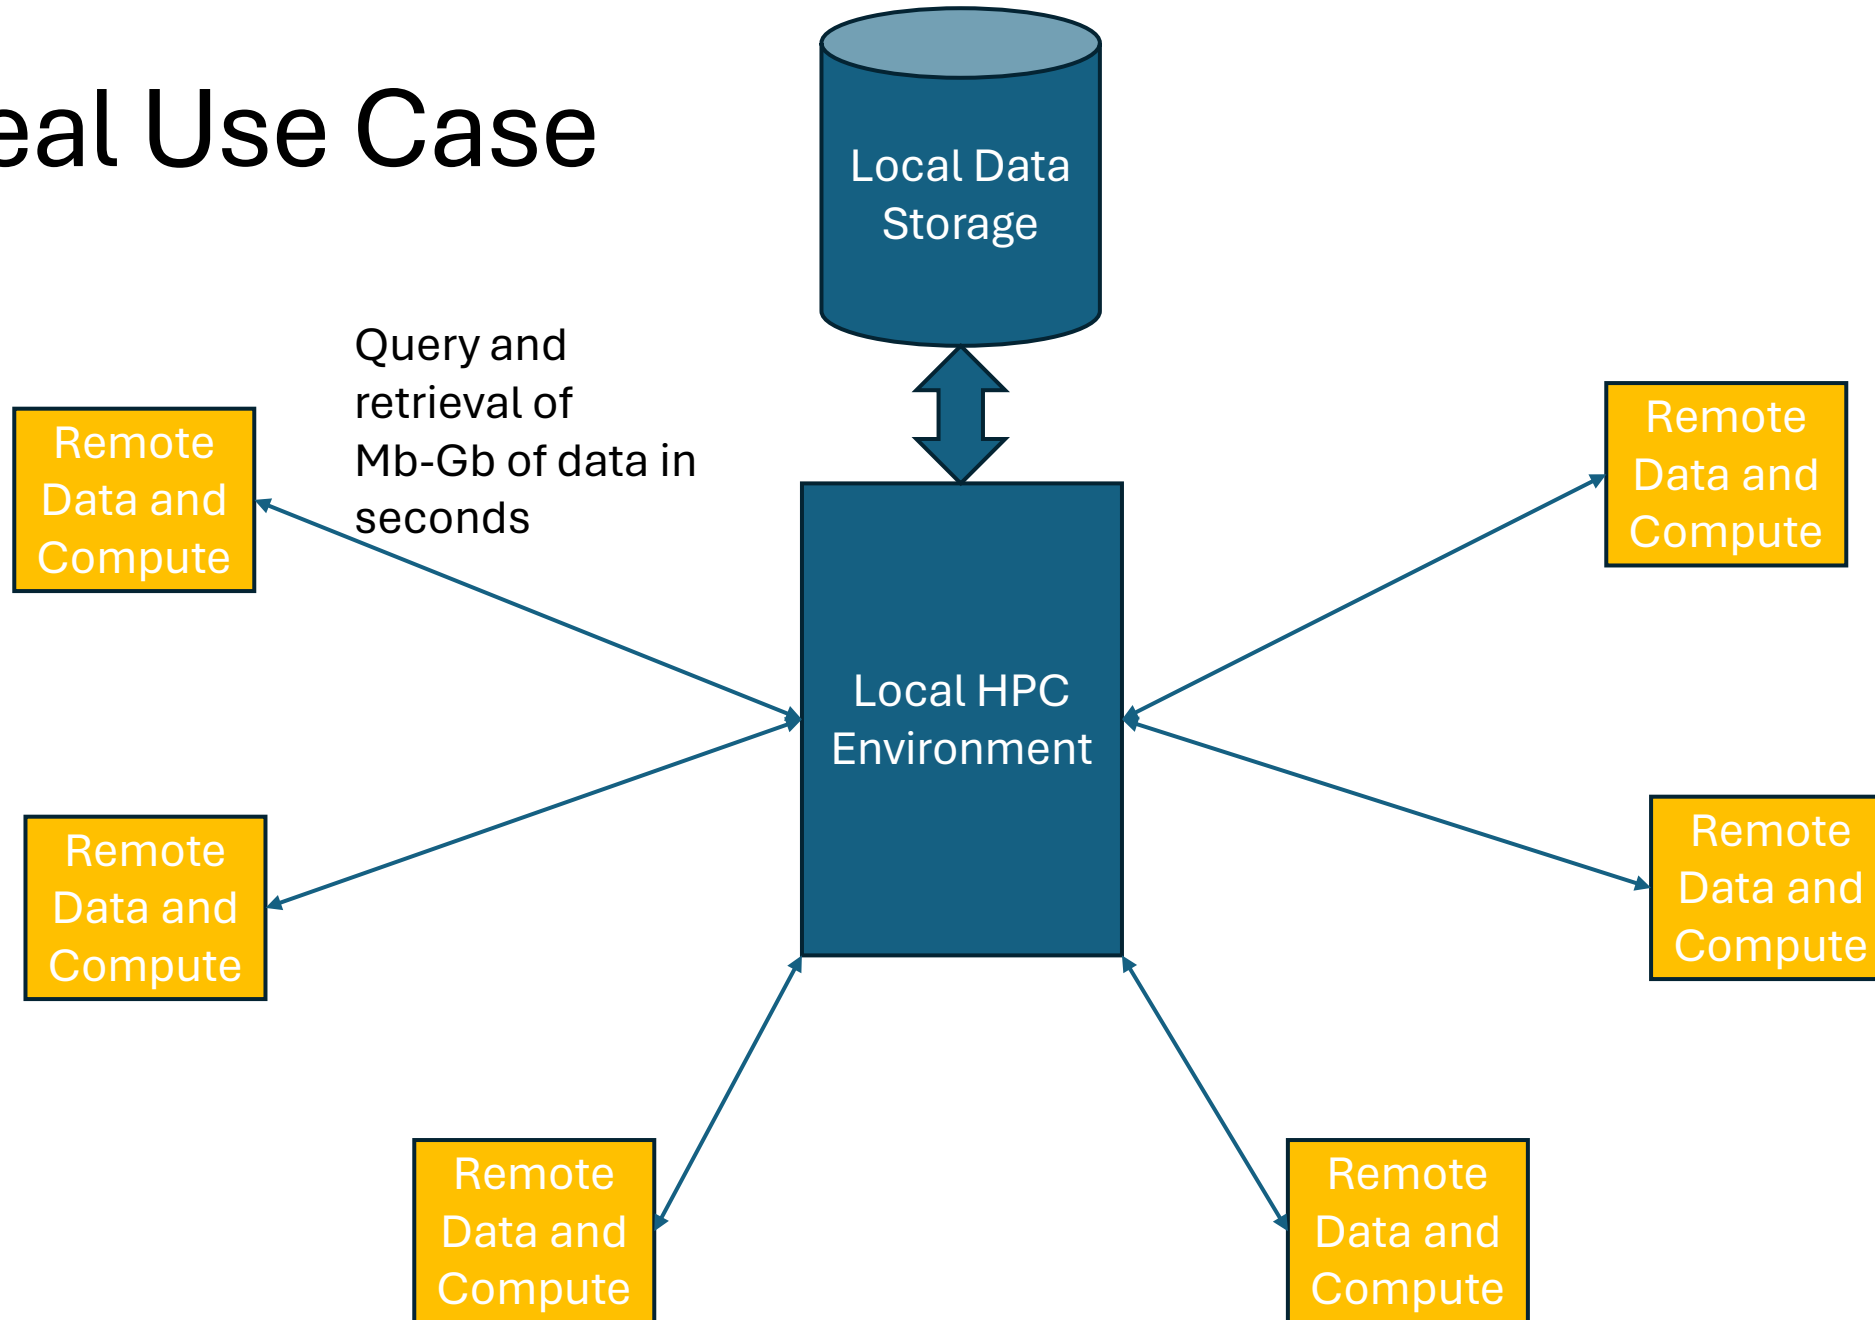 eal Use Case
Local Data
Storage
Query and
retrieval of
Mb-Gb of data in
seconds
Remote
Data and
Compute
Remote
Data and
Compute
Local HPC
Environment
Remote
Data and
Compute
Remote
Data and
Compute
Remote
Data and
Compute
Remote
Data and
Compute